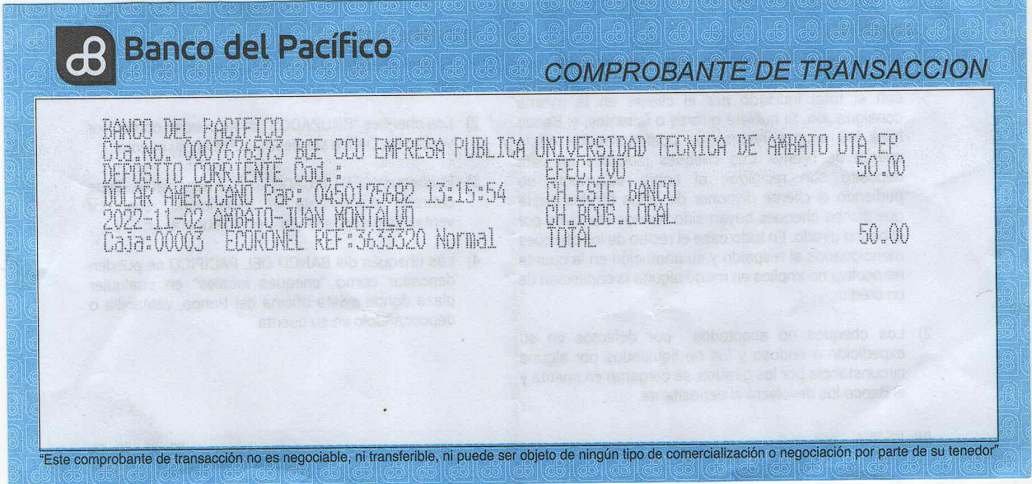 Banco del Pacífico
COMPROBANTE DE TRANSACCION
BANCO DEL PACIFICO
Cta.No. 0007676573 BCE CCU EMPRESA PUBLICA UNIVERSIDAD TECNICA DE AMBATO UTA EP
DEPOSITO CORRIENTE Cod.: EFECTIVO 50.00
DOLAR AMERICANO Pap: 0450175682 13:15:54 CH.ESTE BANCO
2022-11-02 AMBATO-JUAN MONTALVO CH.BCOS.LOCAL
Caja:00003 ECORONEL REF:3633320 Normal TOTAL 50.00
"Este comprobante de transacción no es negociable, ni transferible, ni puede ser objeto de ningún tipo de comercialización o negociación por parte de su tenedor"